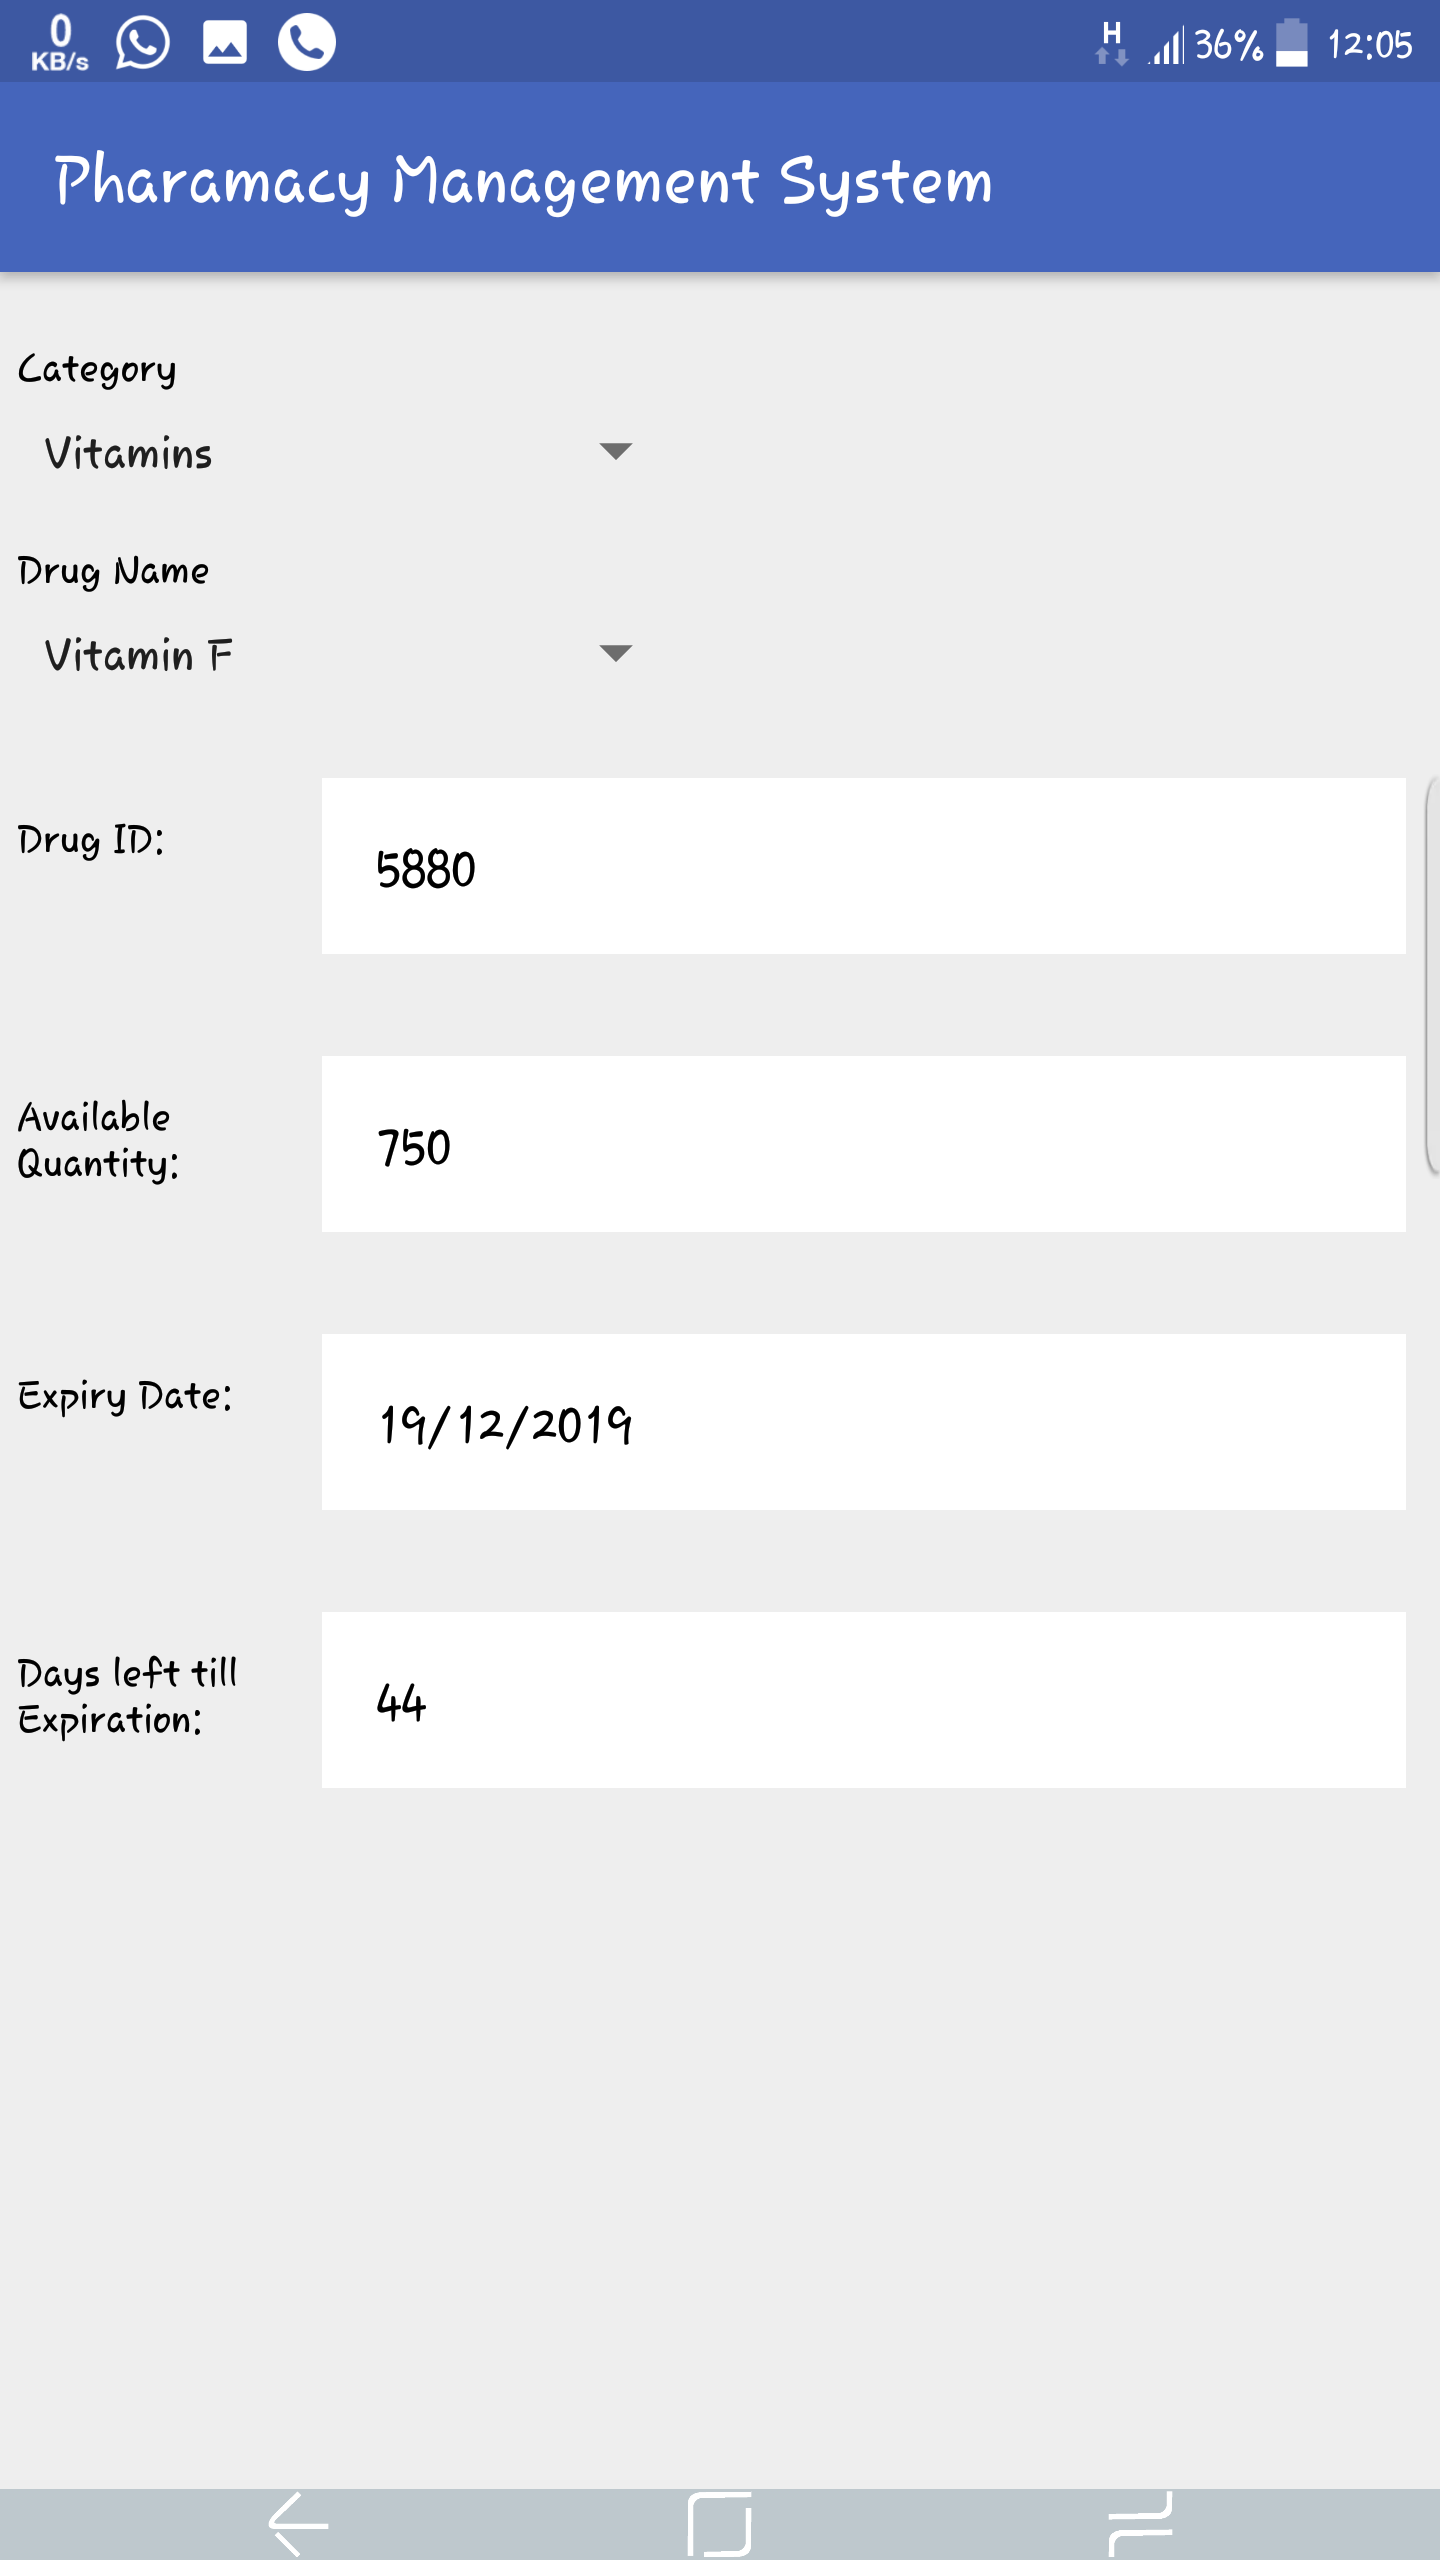 0
KB/s
H
36%
12:05
Pharamacy Management System
Category
Vitamins
Drug Name
Vitamin F
Drug ID:
5880
Available
Quantity:
750
Expiry Date:
19/12/2019
Days left till
Expiration:
44